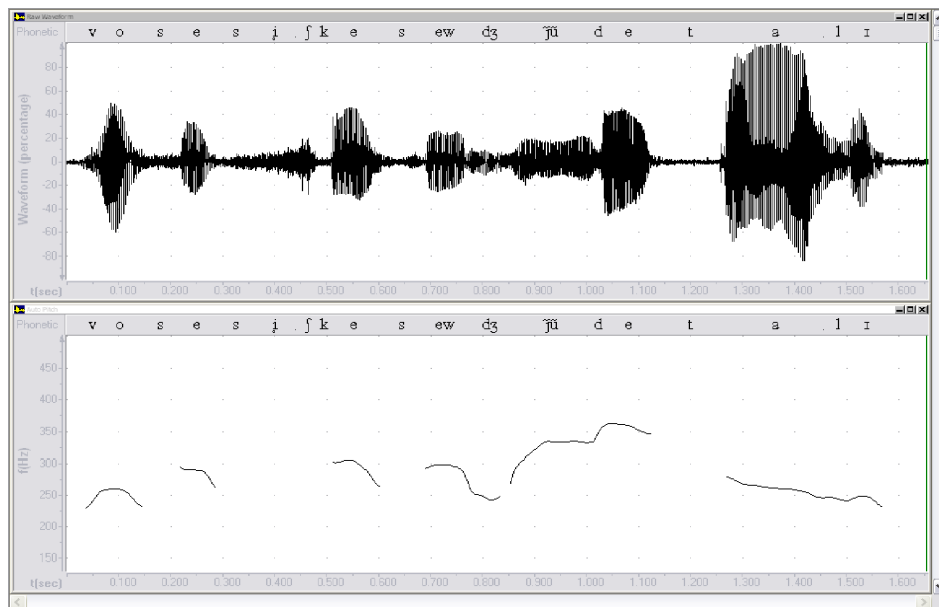 Raw Waveform
Phonetic v o s e s i̥ . ʃ k e s ew dʒ j̃ũ d e t a . l ɪ
Waveform (percentage)
80
60
40
20
0
-20
-40
-60
-80
t(sec) 0.100 0.200 0.300 0.400 0.500 0.600 0.700 0.800 0.900 1.000 1.100 1.200 1.300 1.400 1.500 1.600
Auto Pitch
Phonetic v o s e s i̥ . ʃ k e s ew dʒ j̃ũ d e t a . l ɪ
f(Hz)
450
400
350
300
250
200
150
t(sec) 0.100 0.200 0.300 0.400 0.500 0.600 0.700 0.800 0.900 1.000 1.100 1.200 1.300 1.400 1.500 1.600